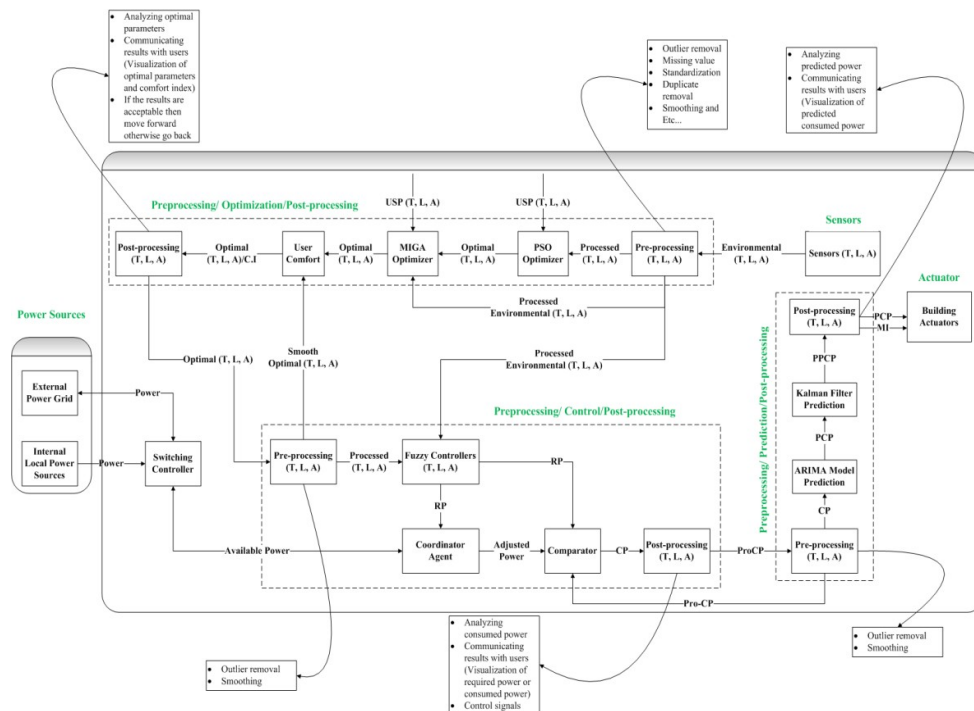 Analyzing optimal
parameters
Communicating
results with users
(Visualization of
optimal parameters
and comfort index)
If the results are
acceptable then
move forward
otherwise go back
Outlier removal
Missing value
Standardization
Duplicate
removal
Smoothing and
Etc...
Analyzing
predicted power
Communicating
results with users
(Visualization of
predicted
consumed power
Preprocessing/ Optimization/Post-processing
USP (T, L, A)
USP (T, L, A)
Sensors
Post-processing
(T, L, A)
Optimal
(T, L, A)/C.I
User
Comfort
Optimal
(T, L, A)
MIGA
Optimizer
Optimal
(T, L, A)
PSO
Optimizer
Processed
(T, L, A)
Pre-processing
(T, L, A)
Environmental
(T, L, A)
Sensors (T, L, A)
Processed
Environmental (T, L, A)
Actuator
Post-processing
(T, L, A)
PCP
MI
Building
Actuators
Power Sources
Optimal (T, L, A)
Smooth
Optimal (T, L, A)
Processed
Environmental (T, L, A)
PPCP
External
Power Grid
Power
Kalman Filter
Prediction
Preprocessing/ Prediction/Post-processing
Preprocessing/ Control/Post-processing
PCP
Internal
Local Power
Sources
Power
Switching
Controller
Pre-processing
(T, L, A)
Processed
(T, L, A)
Fuzzy Controllers
(T, L, A)
RP
ARIMA Model
Prediction
RP
CP
Available Power
Coordinator
Agent
Adjusted
Power
Comparator
CP
Post-processing
(T, L, A)
ProCP
Pre-processing
(T, L, A)
Pro-CP
Outlier removal
Smoothing
Analyzing
consumed power
Communicating
results with users
(Visualization of
required power or
consumed power)
Control signals
Outlier removal
Smoothing